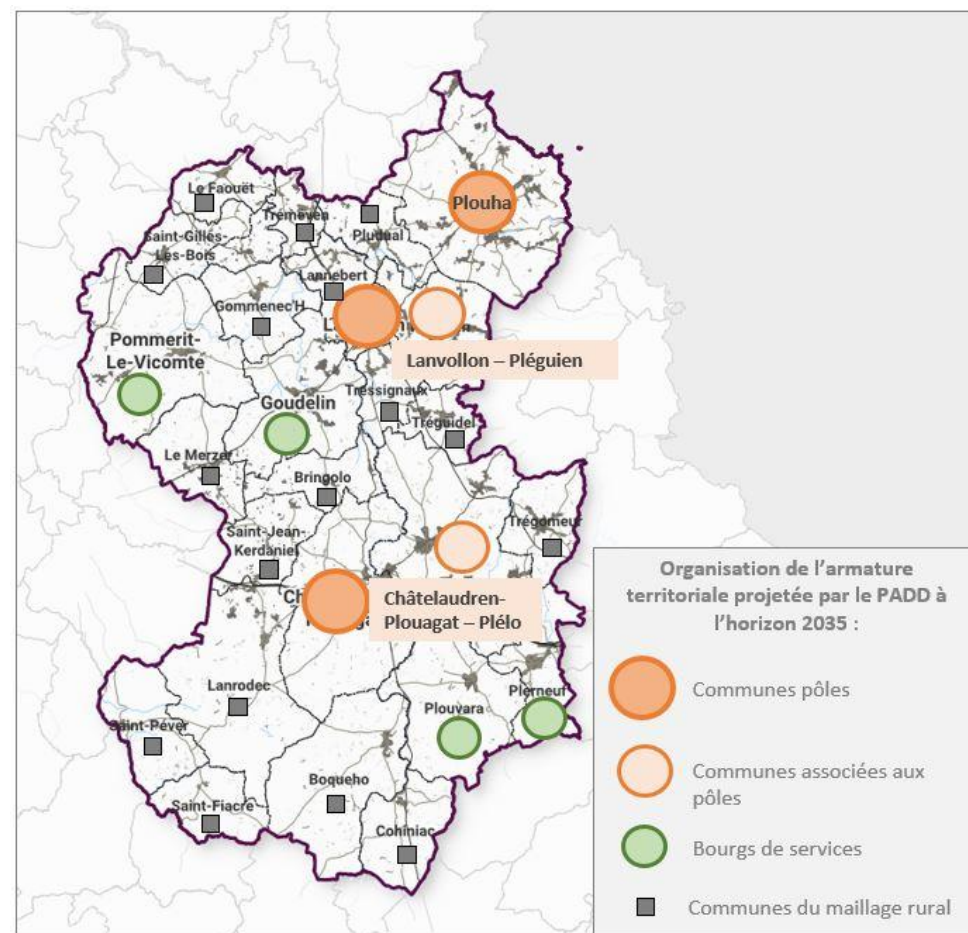 Plouha
Le Faouët
Tréméven
Pludual
Saint-Gilles-
Les-Bois
Lannebert
Gommenec'H
Pommerit-
Le-Vicomte
Lanvollon – Pléguien
Goudelin
Tressignaux
Tréguidel
Le Merzer
Bringolo
Trégomeur
Saint-Jean-
Kerdaniel
Châtelaudren-
Plouagat – Plélo
Lanrodec
Plouvara
Plerneuf
Saint-Péver
Boqueho
Saint-Fiacre
Cohiniac
Organisation de l'armature
territoriale projetée par le PADD à
l'horizon 2035 :
Communes pôles
Communes associées aux
pôles
Bourgs de services
Communes du maillage rural